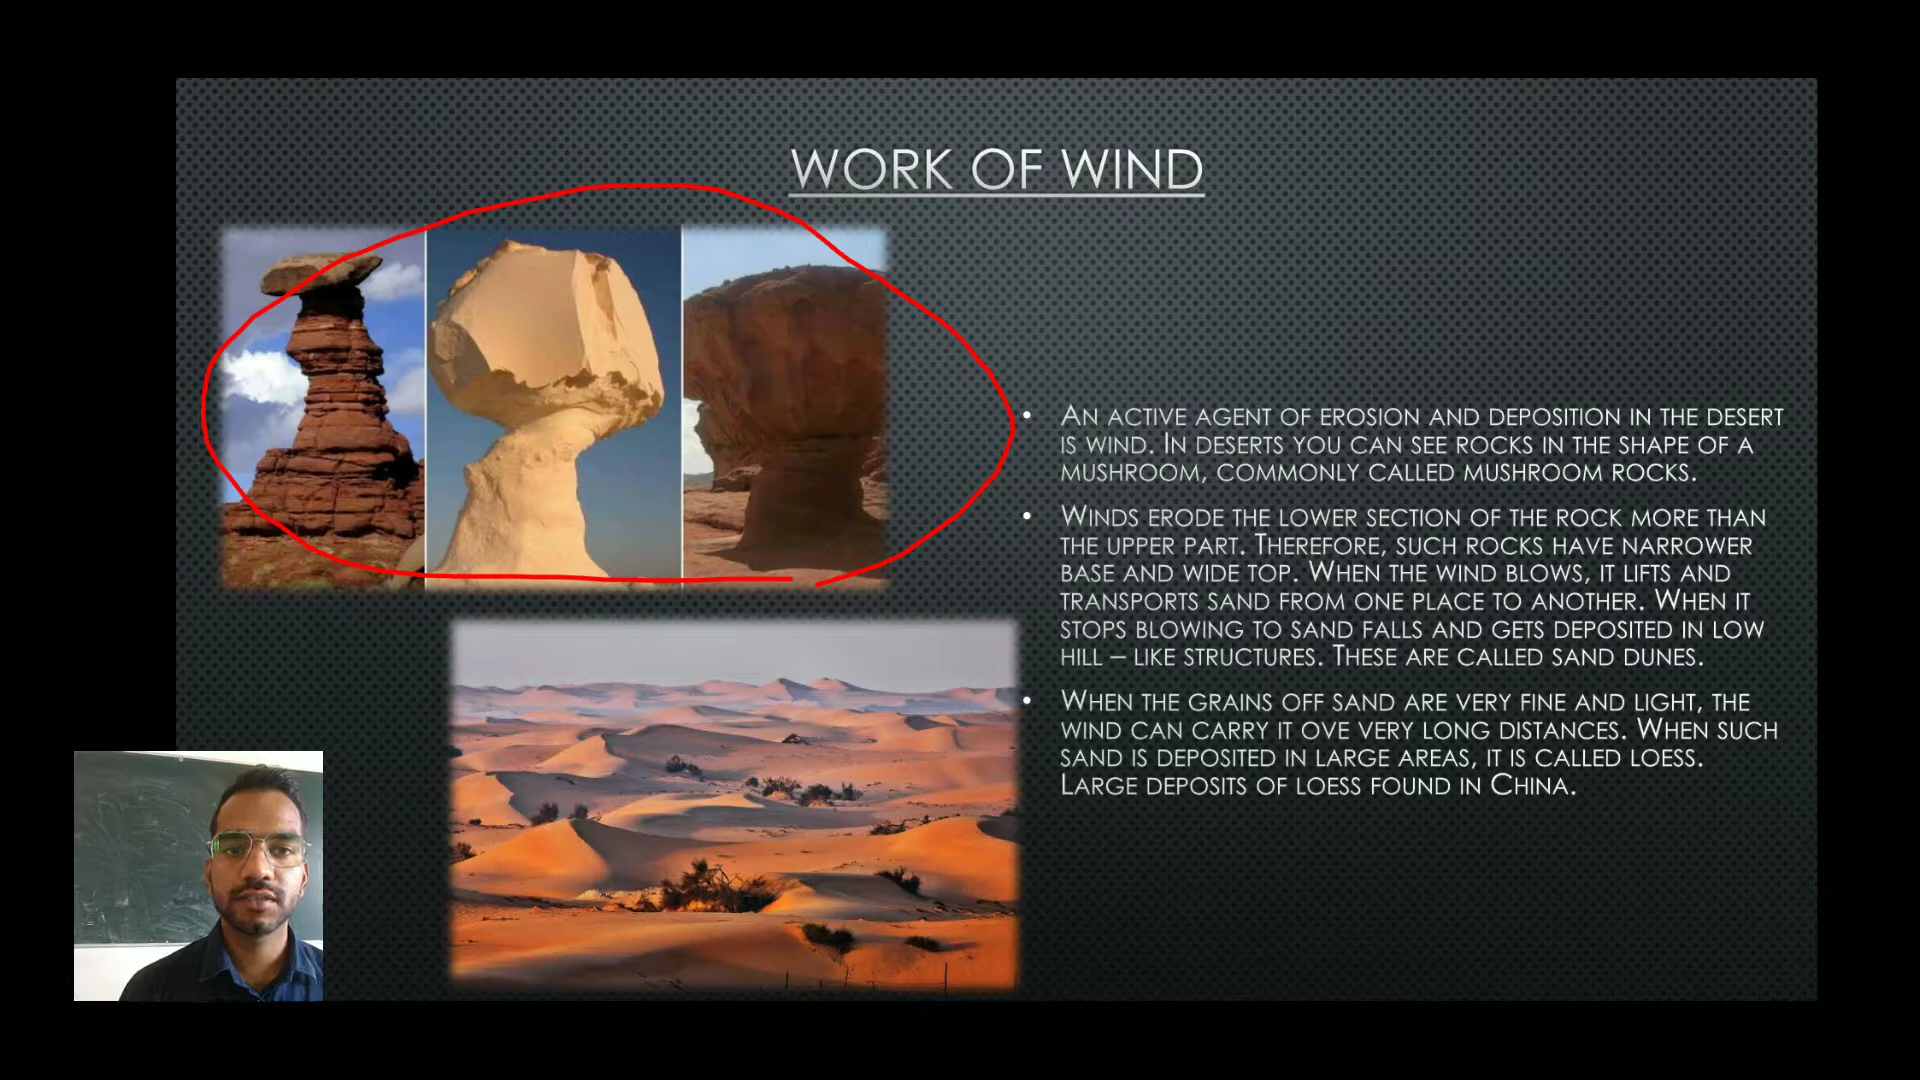 WORK OF WIND
• AN ACTIVE AGENT OF EROSION AND DEPOSITION IN THE DESERT
IS WIND. IN DESERTS YOU CAN SEE ROCKS IN THE SHAPE OF A
MUSHROOM, COMMONLY CALLED MUSHROOM ROCKS.
• WINDS ERODE THE LOWER SECTION OF THE ROCK MORE THAN
THE UPPER PART. THEREFORE, SUCH ROCKS HAVE NARROWER
BASE AND WIDE TOP. WHEN THE WIND BLOWS, IT LIFTS AND
TRANSPORTS SAND FROM ONE PLACE TO ANOTHER. WHEN IT
STOPS BLOWING TO SAND FALLS AND GETS DEPOSITED IN LOW
HILL – LIKE STRUCTURES. THESE ARE CALLED SAND DUNES.
• WHEN THE GRAINS OFF SAND ARE VERY FINE AND LIGHT, THE
WIND CAN CARRY IT OVE VERY LONG DISTANCES. WHEN SUCH
SAND IS DEPOSITED IN LARGE AREAS, IT IS CALLED LOESS.
LARGE DEPOSITS OF LOESS FOUND IN CHINA.